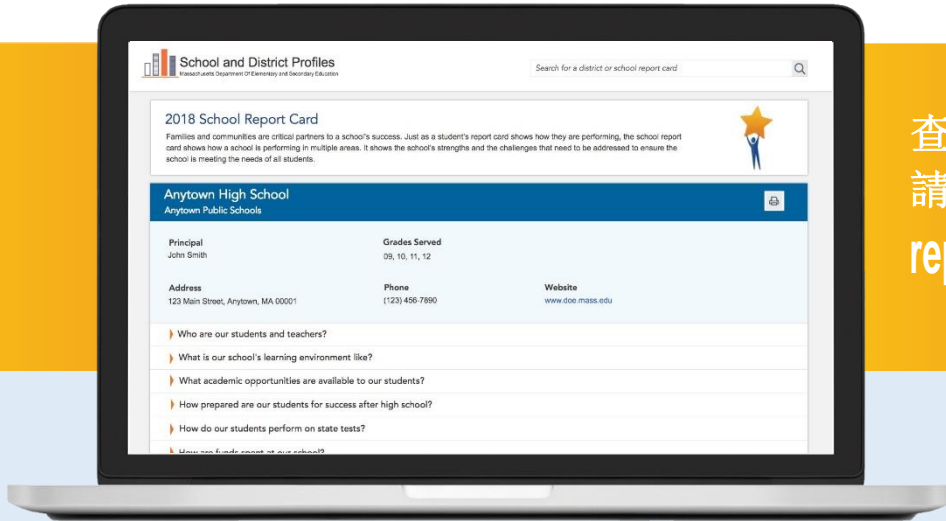 School and District Profiles
Massachusetts Department Of Elementary and Secondary Education
Search for a district or school report card
2018 School Report Card
Families and communities are critical partners to a school's success. Just as a student's report card shows how they are performing, the school report
card shows how a school is performing in multiple areas. It shows the school's strengths and the challenges that need to be addressed to ensure the
school is meeting the needs of all students.
Anytown High School
Anytown Public Schools
Principal
John Smith
Grades Served
09, 10, 11, 12
Address
123 Main Street, Anytown, MA 00001
Phone
(123) 456-7890
Website
www.doe.mass.edu
Who are our students and teachers?
What is our school's learning environment like?
What academic opportunities are available to our students?
How prepared are our students for success after high school?
How do our students perform on state tests?
How are funds spent at our school?
查
請
rep